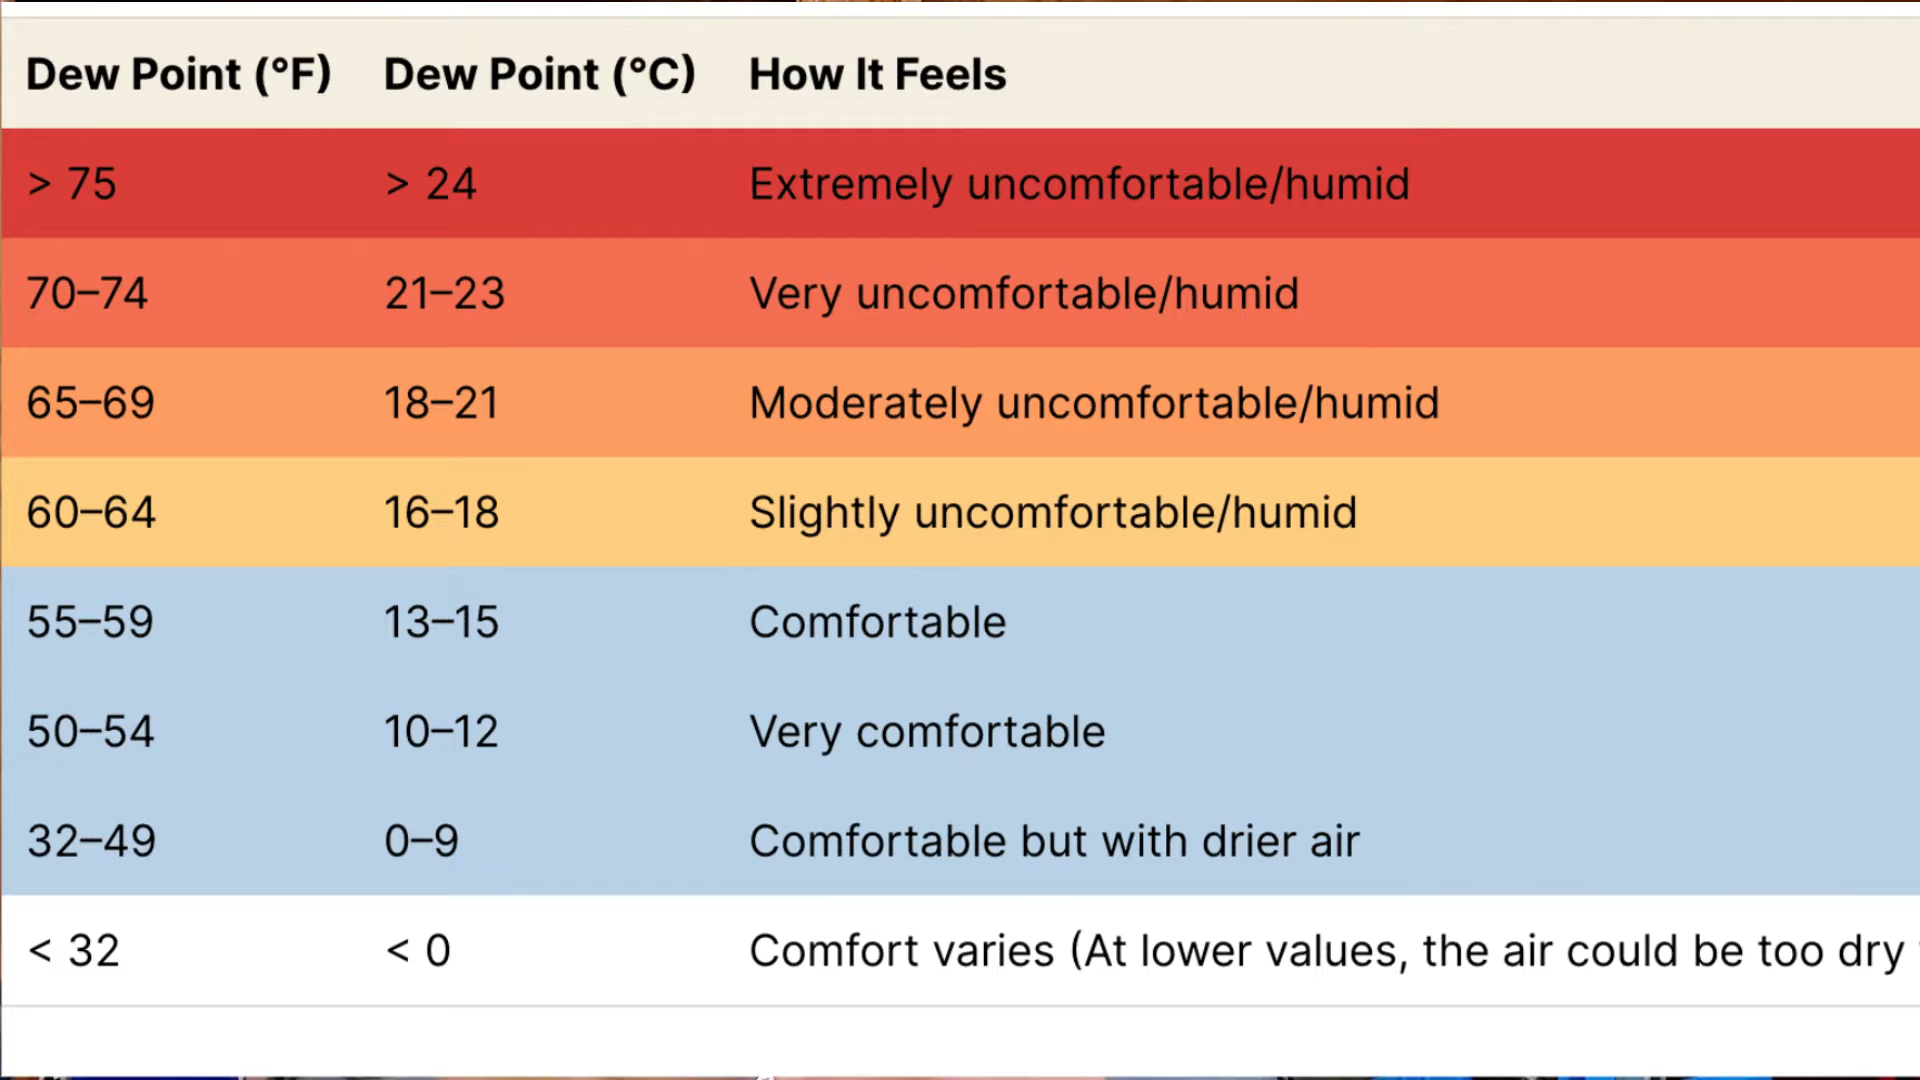 Dew Point (°F) Dew Point (°C) How It Feels
> 75 > 24 Extremely uncomfortable/humid
70–74 21–23 Very uncomfortable/humid
65–69 18–21 Moderately uncomfortable/humid
60–64 16–18 Slightly uncomfortable/humid
55–59 13–15 Comfortable
50–54 10–12 Very comfortable
32–49 0–9 Comfortable but with drier air
< 32 < 0 Comfort varies (At lower values, the air could be too dry